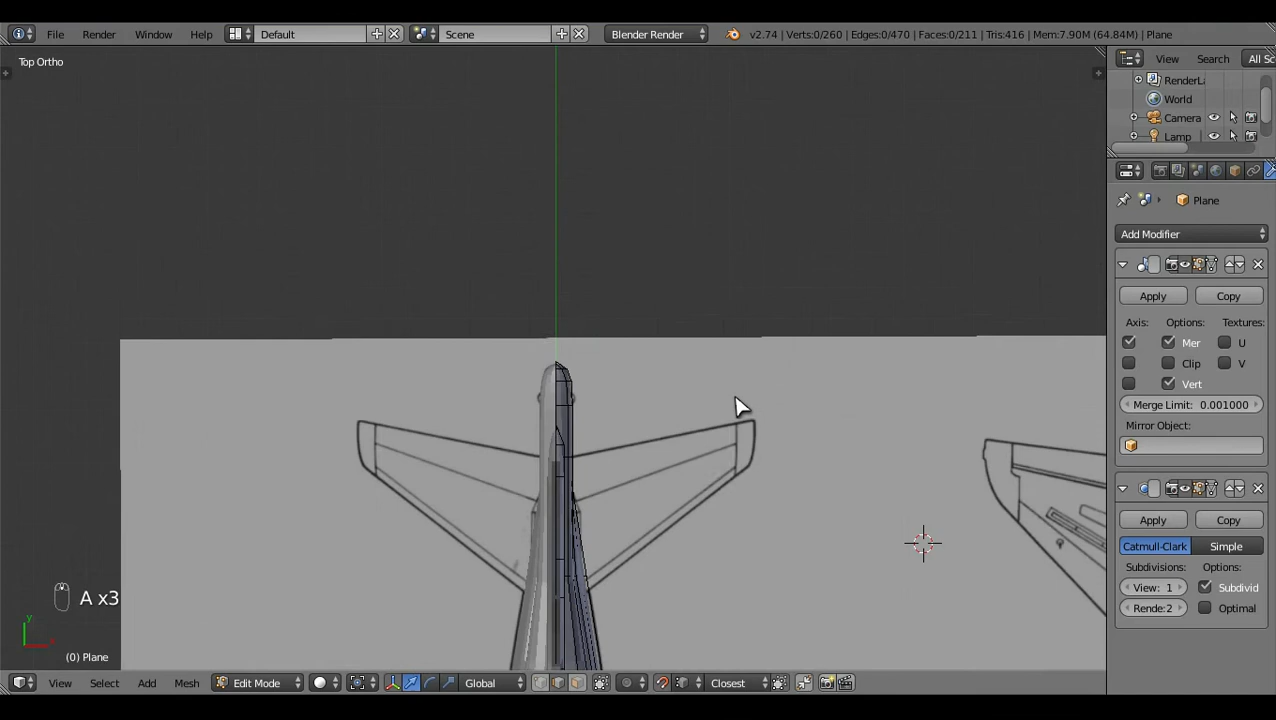 File Render Window Help Default Scene Blender Render v2.74 | Verts:0/260 | Edges:0/470 | Faces:0/211 | Tris:416 | Mem:7.90M (64.84M) | Plane
Top Ortho
View Search All Sc
RenderLa
World
Camera
Lamp
Plane
Add Modifier
Apply Copy
Axis: Options: Textures:
Mer U
Clip V
Vert
Merge Limit: 0.001000
Mirror Object:
Apply Copy
Catmull-Clark Simple
Subdivisions: Options:
View: 1 Subdivid
Rende:2 Optimal
A x3
y
x
(0) Plane
View Select Add Mesh Edit Mode Global Closest